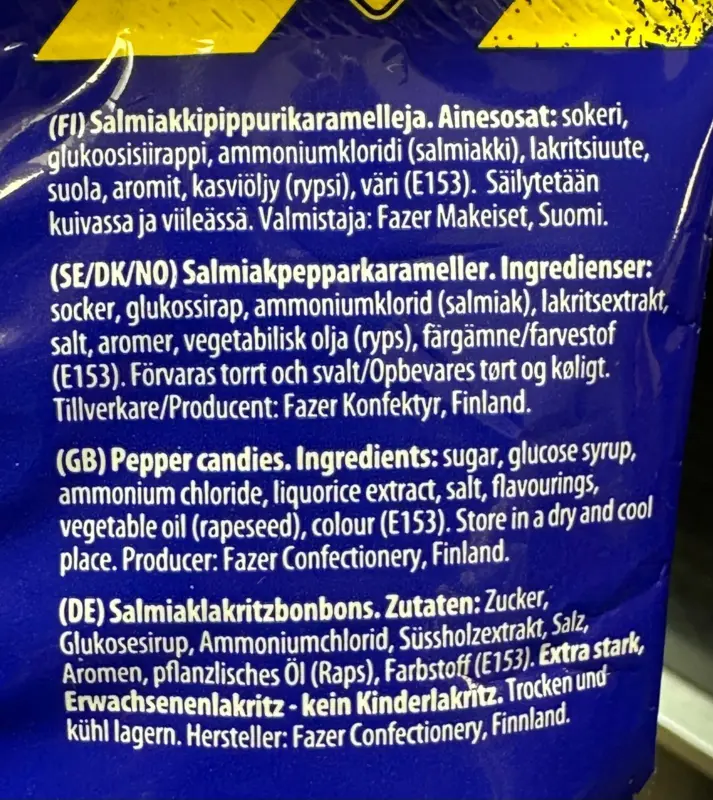 (FI) Salmiakkipippurikaramelleja. Ainesosat: sokeri,
glukoosisiirappi, ammoniumkloridi (salmiakki), lakritsiuute,
suola, aromit, kasviöljy (rypsi), väri (E153). Säilytetään
kuivassa ja viileässä. Valmistaja: Fazer Makeiset, Suomi.
(SE/DK/NO) Salmiakpepparkarameller. Ingredienser:
socker, glukossirap, ammoniumklorid (salmiak), lakritsextrakt,
salt, aromer, vegetabilisk olja (ryps), färgämne/farvestof
(E153). Förvaras torrt och svalt/Opbevares tørt og køligt.
Tillverkare/Producent: Fazer Konfektyr, Finland.
(GB) Pepper candies. Ingredients: sugar, glucose syrup,
ammonium chloride, liquorice extract, salt, flavourings,
vegetable oil (rapeseed), colour (E153). Store in a dry and cool
place. Producer: Fazer Confectionery, Finland.
(DE) Salmiaklakritzbonbons. Zutaten: Zucker,
Glukosesirup, Ammoniumchlorid, Süssholzextrakt, Salz,
Aromen, pflanzlisches Öl (Raps), Farbstoff (E153). Extra stark,
Erwachsenenlakritz - kein Kinderlakritz. Trocken und
kühl lagern. Hersteller: Fazer Confectionery, Finnland.